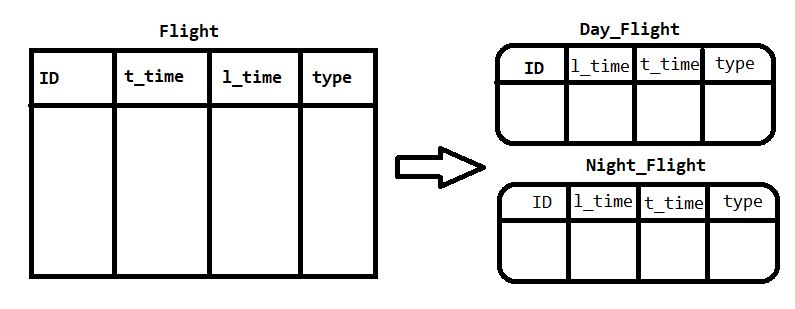 Flight
ID t_time l_time type
Day_Flight
ID l_time t_time type
Night_Flight
ID l_time t_time type